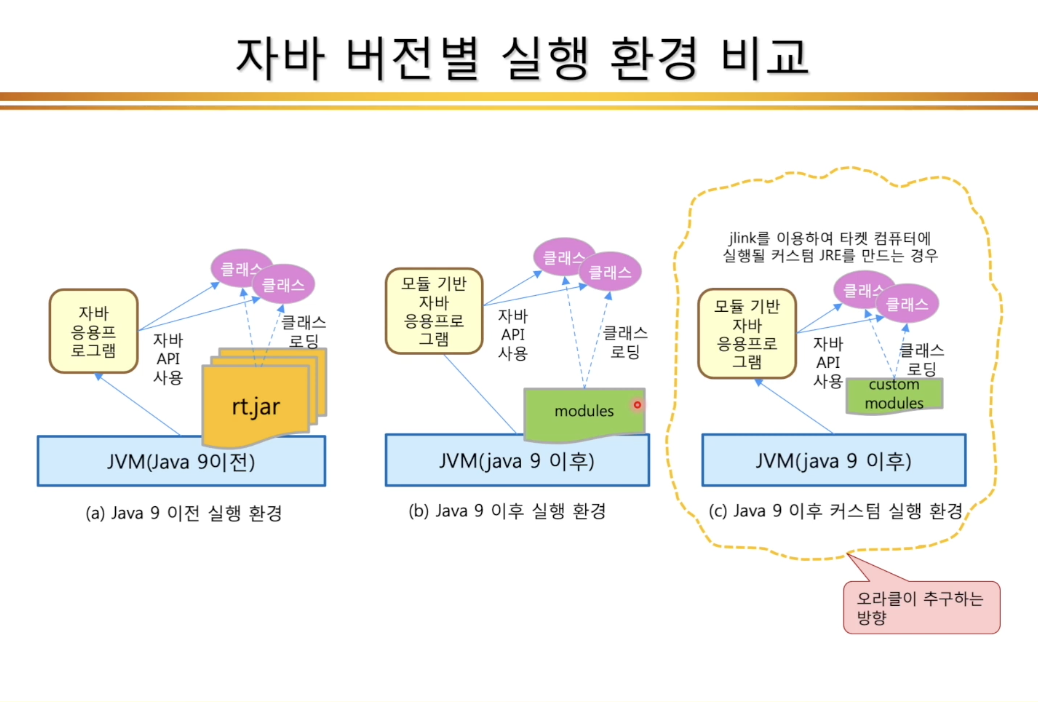 자바 버전별 실행 환경 비교
클래스
클래스
자바
응용프
로그램
자바
API
사용
클래스
로딩
rt.jar
JVM(Java 9이전)
(a) Java 9 이전 실행 환경
클래스
클래스
모듈 기반
자바
응용프로
그램
자바
API
사용
클래스
로딩
modules
JVM(java 9 이후)
(b) Java 9 이후 실행 환경
jlink를 이용하여 타켓 컴퓨터에
실행될 커스텀 JRE를 만드는 경우
클래스
클래스
모듈 기반
자바
응용프로
그램
자바
API
사용
클래스
로딩
custom
modules
JVM(java 9 이후)
(c) Java 9 이후 커스텀 실행 환경
오라클이 추구하는
방향